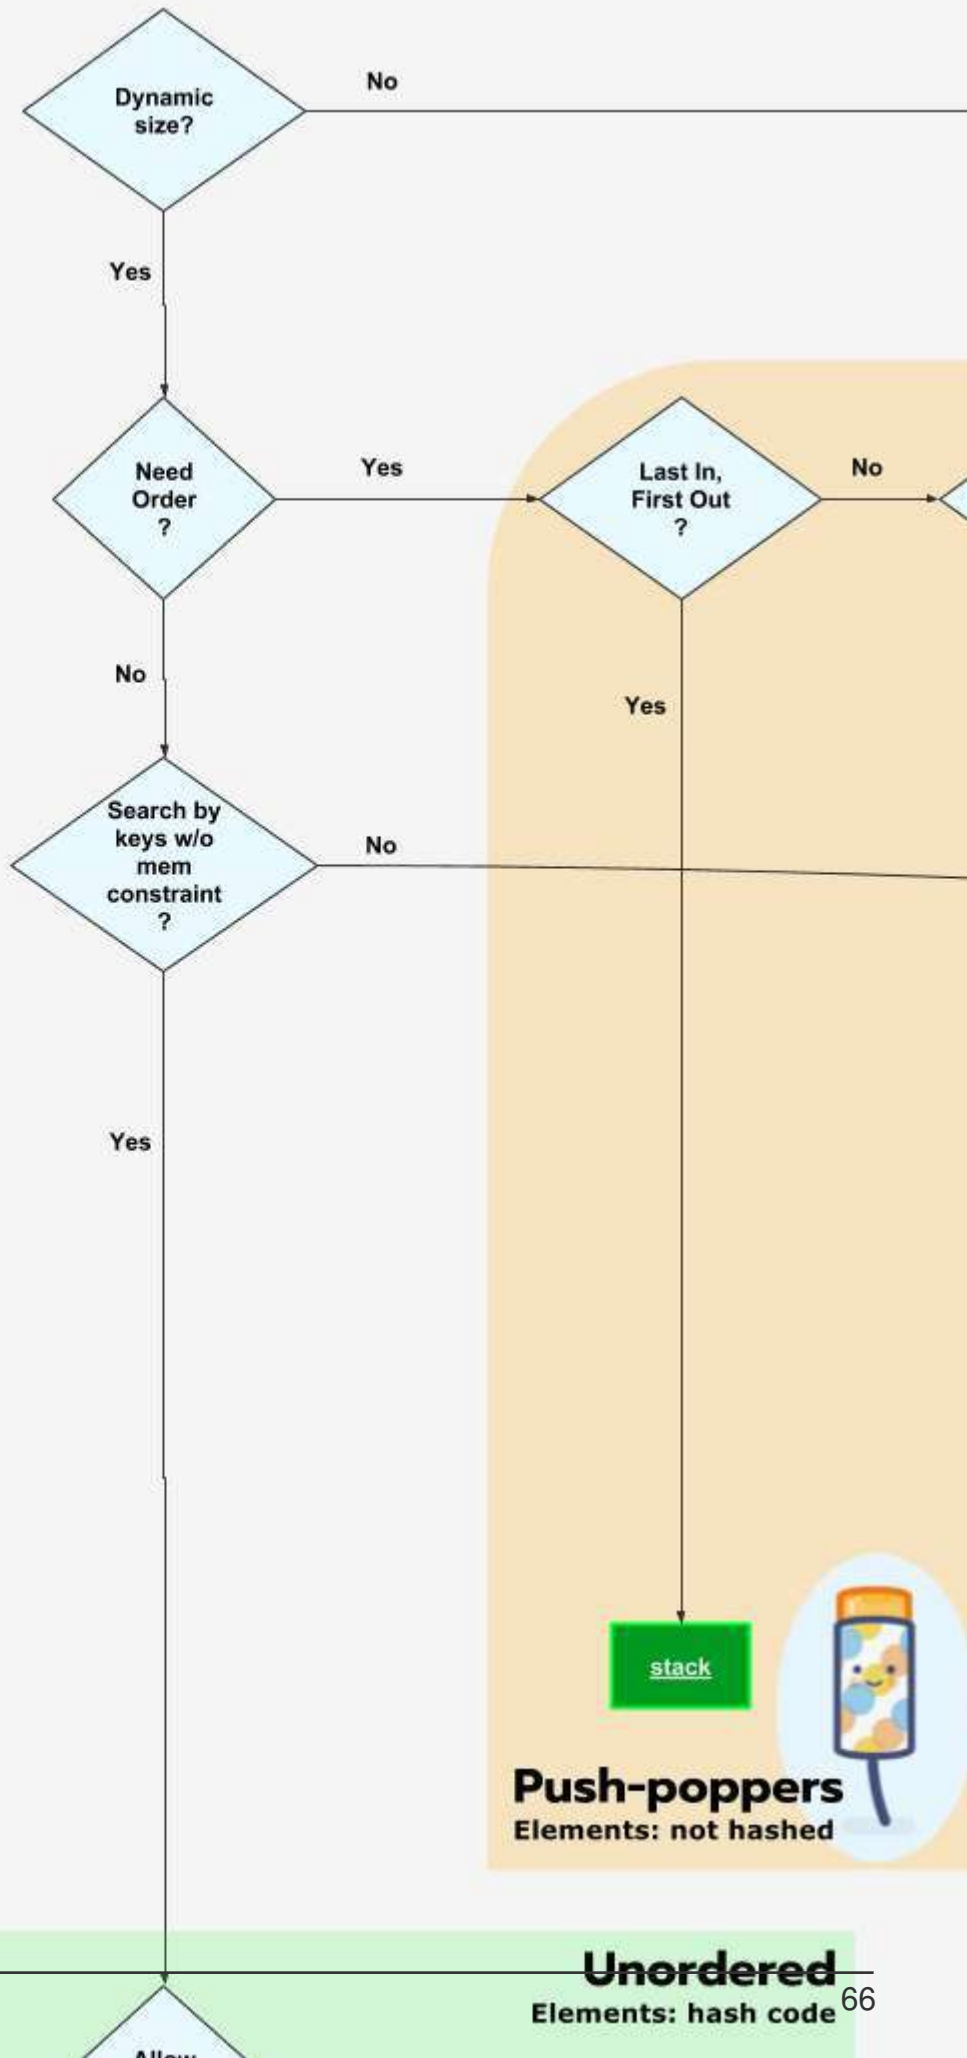 Dynamic
size?
No
Yes
Need
Order
?
Yes
Last In,
First Out
?
No
No
Yes
Search by
keys w/o
mem
constraint
?
No
Yes
stack
Push-poppers
Elements: not hashed
Unordered
Elements: hash code
66
Allow